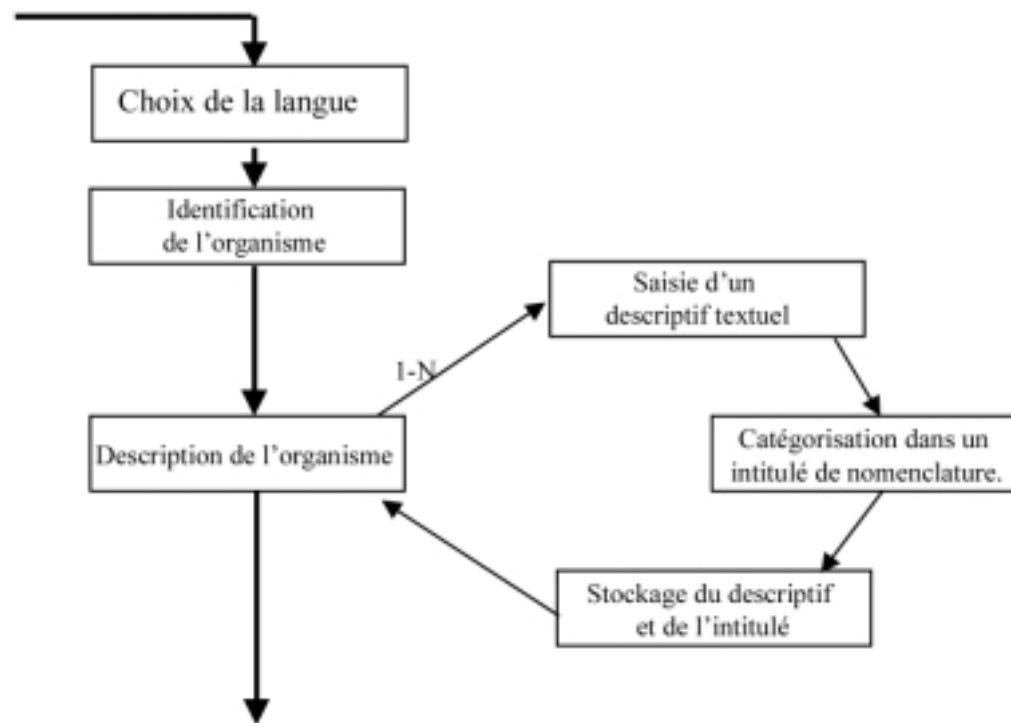 Choix de la langue
Identification
de l’organisme
Saisie d’un
descriptif textuel
1-N
Description de l’organisme
Catégorisation dans un
intitulé de nomenclature.
Stockage du descriptif
et de l’intitulé